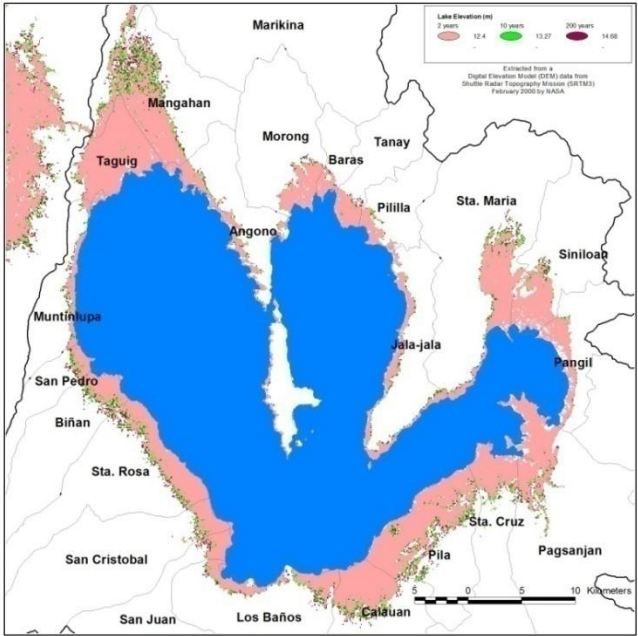 Marikina
Lake Elevation (m)
2 years 10 years 200 years
12.4 13.27 14.68
Extracted from a
Digital Elevation Model (DEM) data from
Shuttle Radar Topography Mission (SRTM3)
February 2000 by NASA
Mangahan
Morong
Tanay
Taguig
Baras
Sta. Maria
Pililla
Angono
Siniloan
Muntinlupa
Jala-jala
Pangil
San Pedro
Biñan
Sta. Rosa
Sta. Cruz
Pagsanjan
Pila
San Cristobal
5 0 5 10 Kilometers
Calauan
San Juan
Los Baños